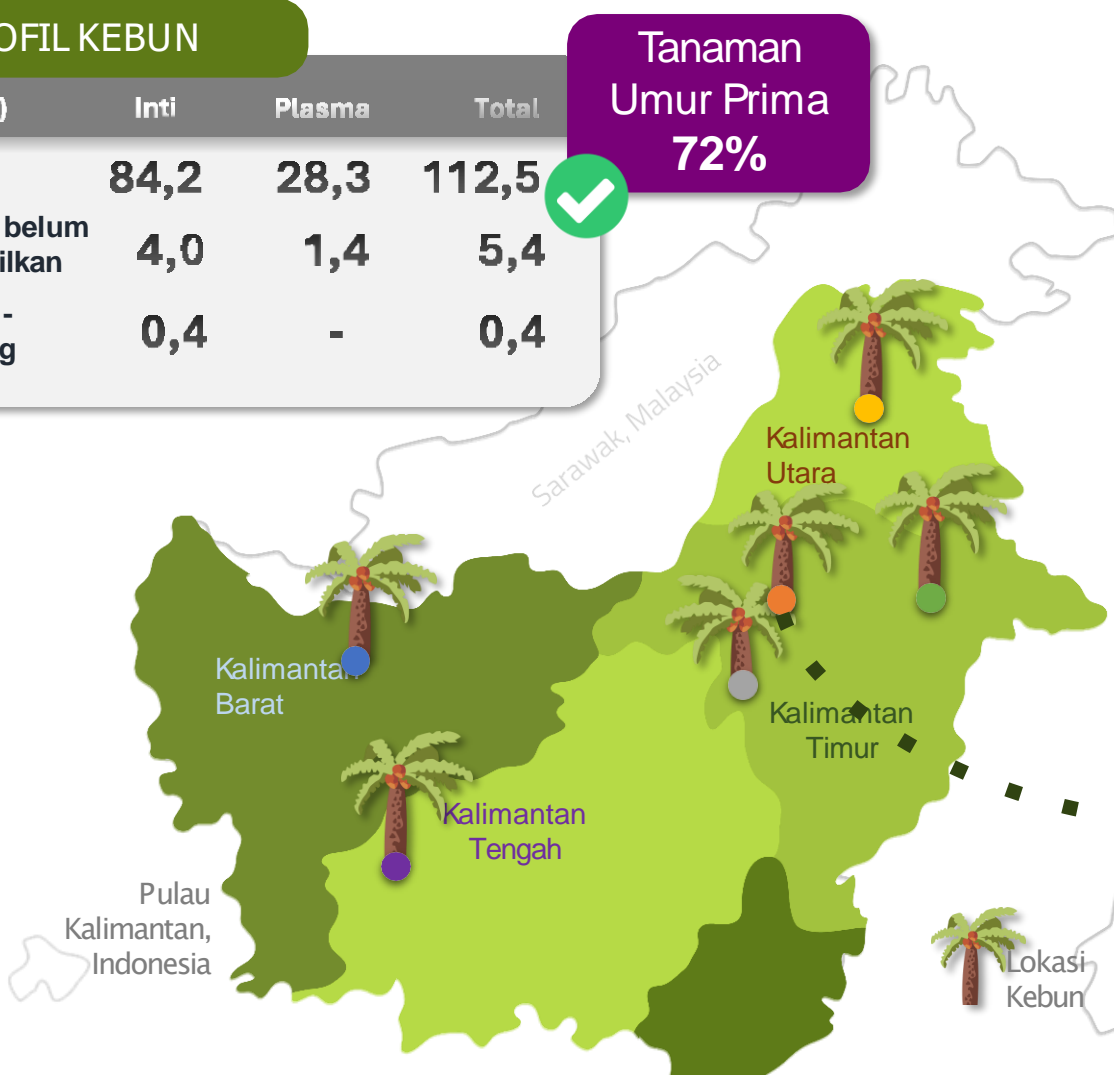 OFIL KEBUN
) Inti Plasma Total
84,2 28,3 112,5
belum
ilkan 4,0 1,4 5,4
-
g 0,4 - 0,4
Tanaman
Umur Prima
72%
Sarawak, Malaysia
Kalimantan
Utara
Kalimantan
Barat
Kalimantan
Timur
Kalimantan
Tengah
Pulau
Kalimantan,
Indonesia
Lokasi
Kebun